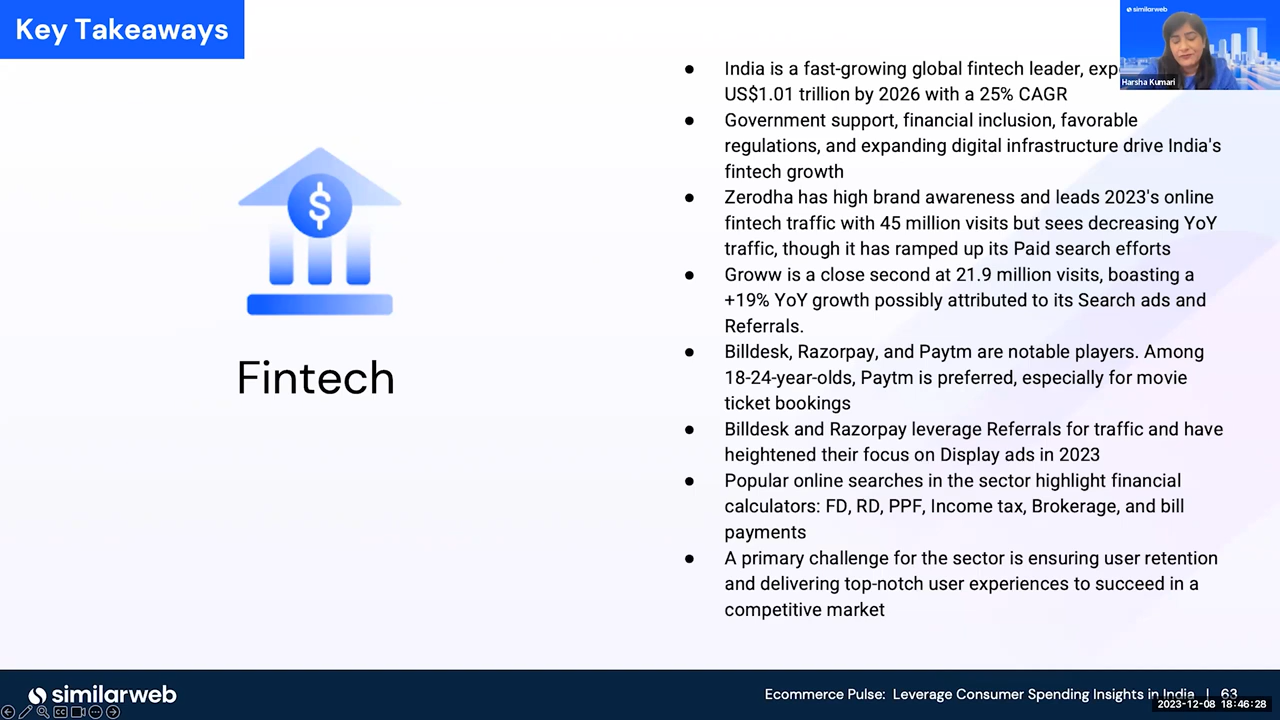 Key Takeaways
similarweb
Harsha Kumari
● India is a fast-growing global fintech leader,
US$1.01 trillion by 2026 with a 25% CAGR
● Government support, financial inclusion, favorable
regulations, and expanding digital infrastructure drive India's
fintech growth
● Zerodha has high brand awareness and leads 2023's online
fintech traffic with 45 million visits but sees decreasing YoY
traffic, though it has ramped up its Paid search efforts
● Groww is a close second at 21.9 million visits, boasting a
+19% YoY growth possibly attributed to its Search ads and
Referrals.
● Billdesk, Razorpay, and Paytm are notable players. Among
18-24-year-olds, Paytm is preferred, especially for movie
ticket bookings
● Billdesk and Razorpay leverage Referrals for traffic and have
heightened their focus on Display ads in 2023
● Popular online searches in the sector highlight financial
calculators: FD, RD, PPF, Income tax, Brokerage, and bill
payments
● A primary challenge for the sector is ensuring user retention
and delivering top-notch user experiences to succeed in a
competitive market
$
Fintech
similarweb
Ecommerce Pulse: Leverage Consumer Spending Insights in India | 63
2023-12-08 18:46:28